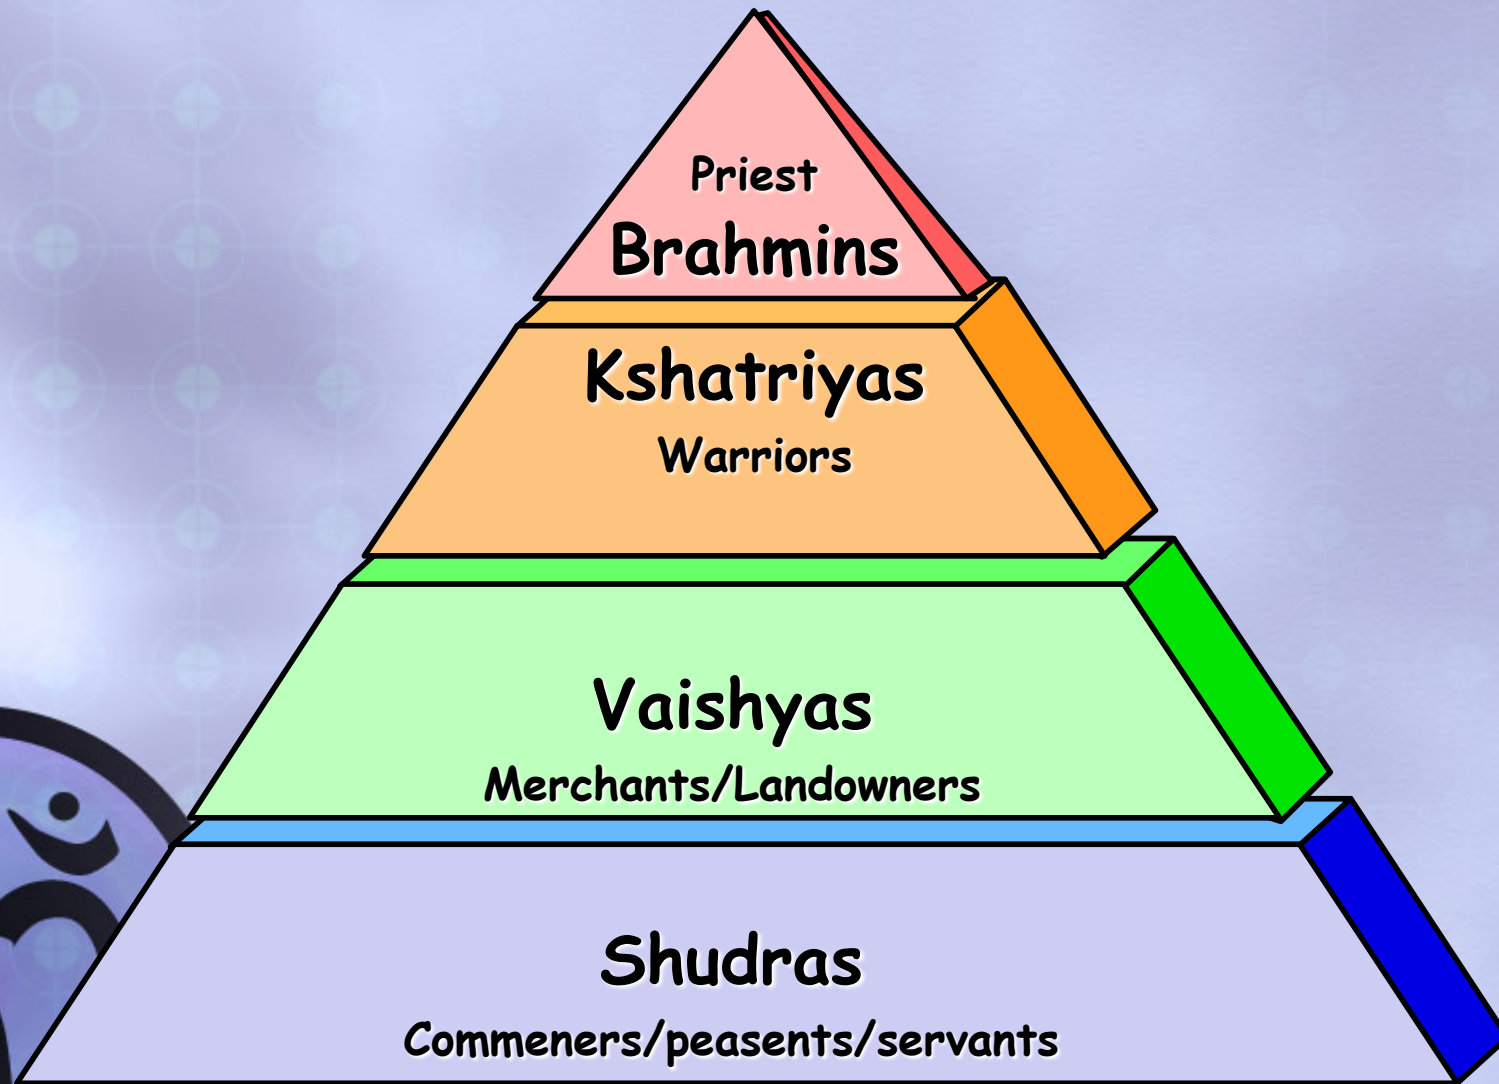 Priest
Brahmins
Kshatriyas
Warriors
Vaishyas
Merchants/Landowners
Shudras
Commeners/peasents/servants